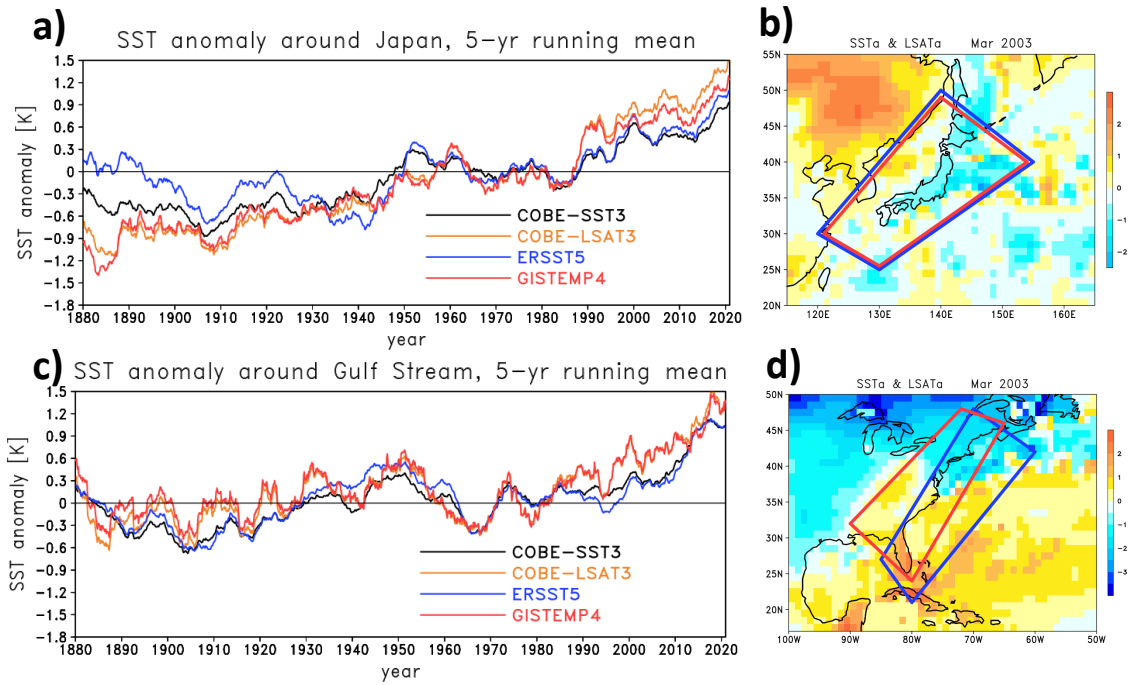 a)
SST anomaly around Japan, 5-yr running mean
SST anomaly [K]
1.5
1.2
0.9
0.6
0.3
0
-0.3
-0.6
-0.9
-1.2
-1.5
-1.8
COBE-SST3
COBE-LSAT3
ERSST5
GISTEMP4
1880 1890 1900 1910 1920 1930 1940 1950 1960 1970 1980 1990 2000 2010 2020
year
b)
SSTa & LSATa Mar 2003
55N
50N
45N
40N
35N
30N
25N
20N
120E 130E 140E 150E 160E
2
1
0
-1
-2
c)
SST anomaly around Gulf Stream, 5-yr running mean
SST anomaly [K]
1.5
1.2
0.9
0.6
0.3
0
-0.3
-0.6
-0.9
-1.2
-1.5
-1.8
COBE-SST3
COBE-LSAT3
ERSST5
GISTEMP4
1880 1890 1900 1910 1920 1930 1940 1950 1960 1970 1980 1990 2000 2010 2020
year
d)
SSTa & LSATa Mar 2003
50N
45N
40N
35N
30N
25N
20N
100W 90W 80W 70W 60W 50W
2
1
0
-1
-2
-3